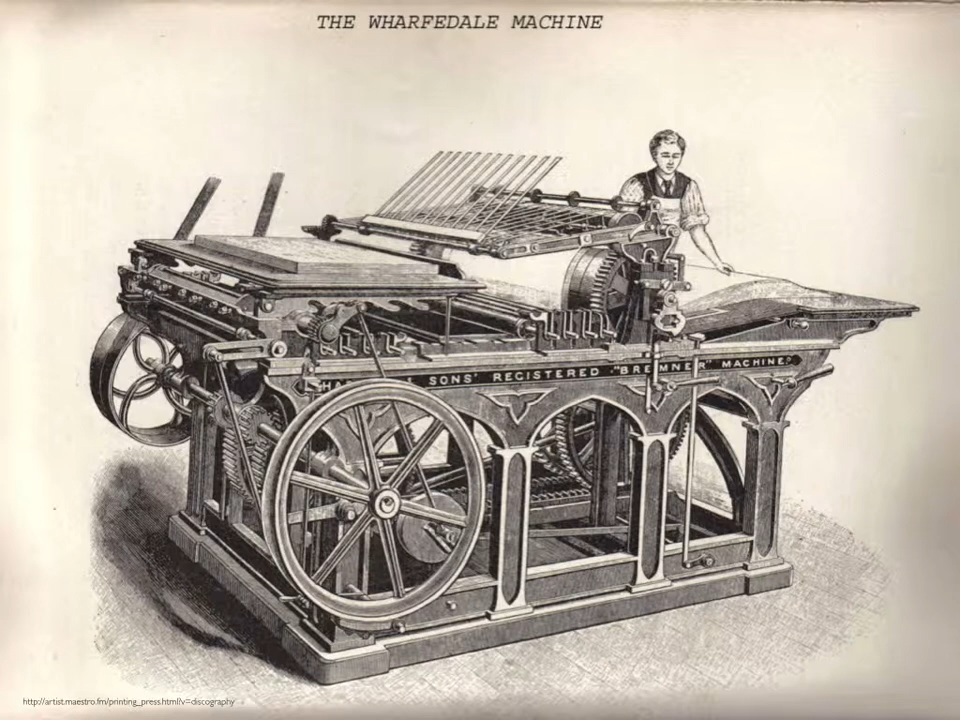 THE WHARFEDALE MACHINE
SONS' REGISTERED "BREMNER" MACHINE.
http://artist.maestro.fm/printing_press.html?v=discography